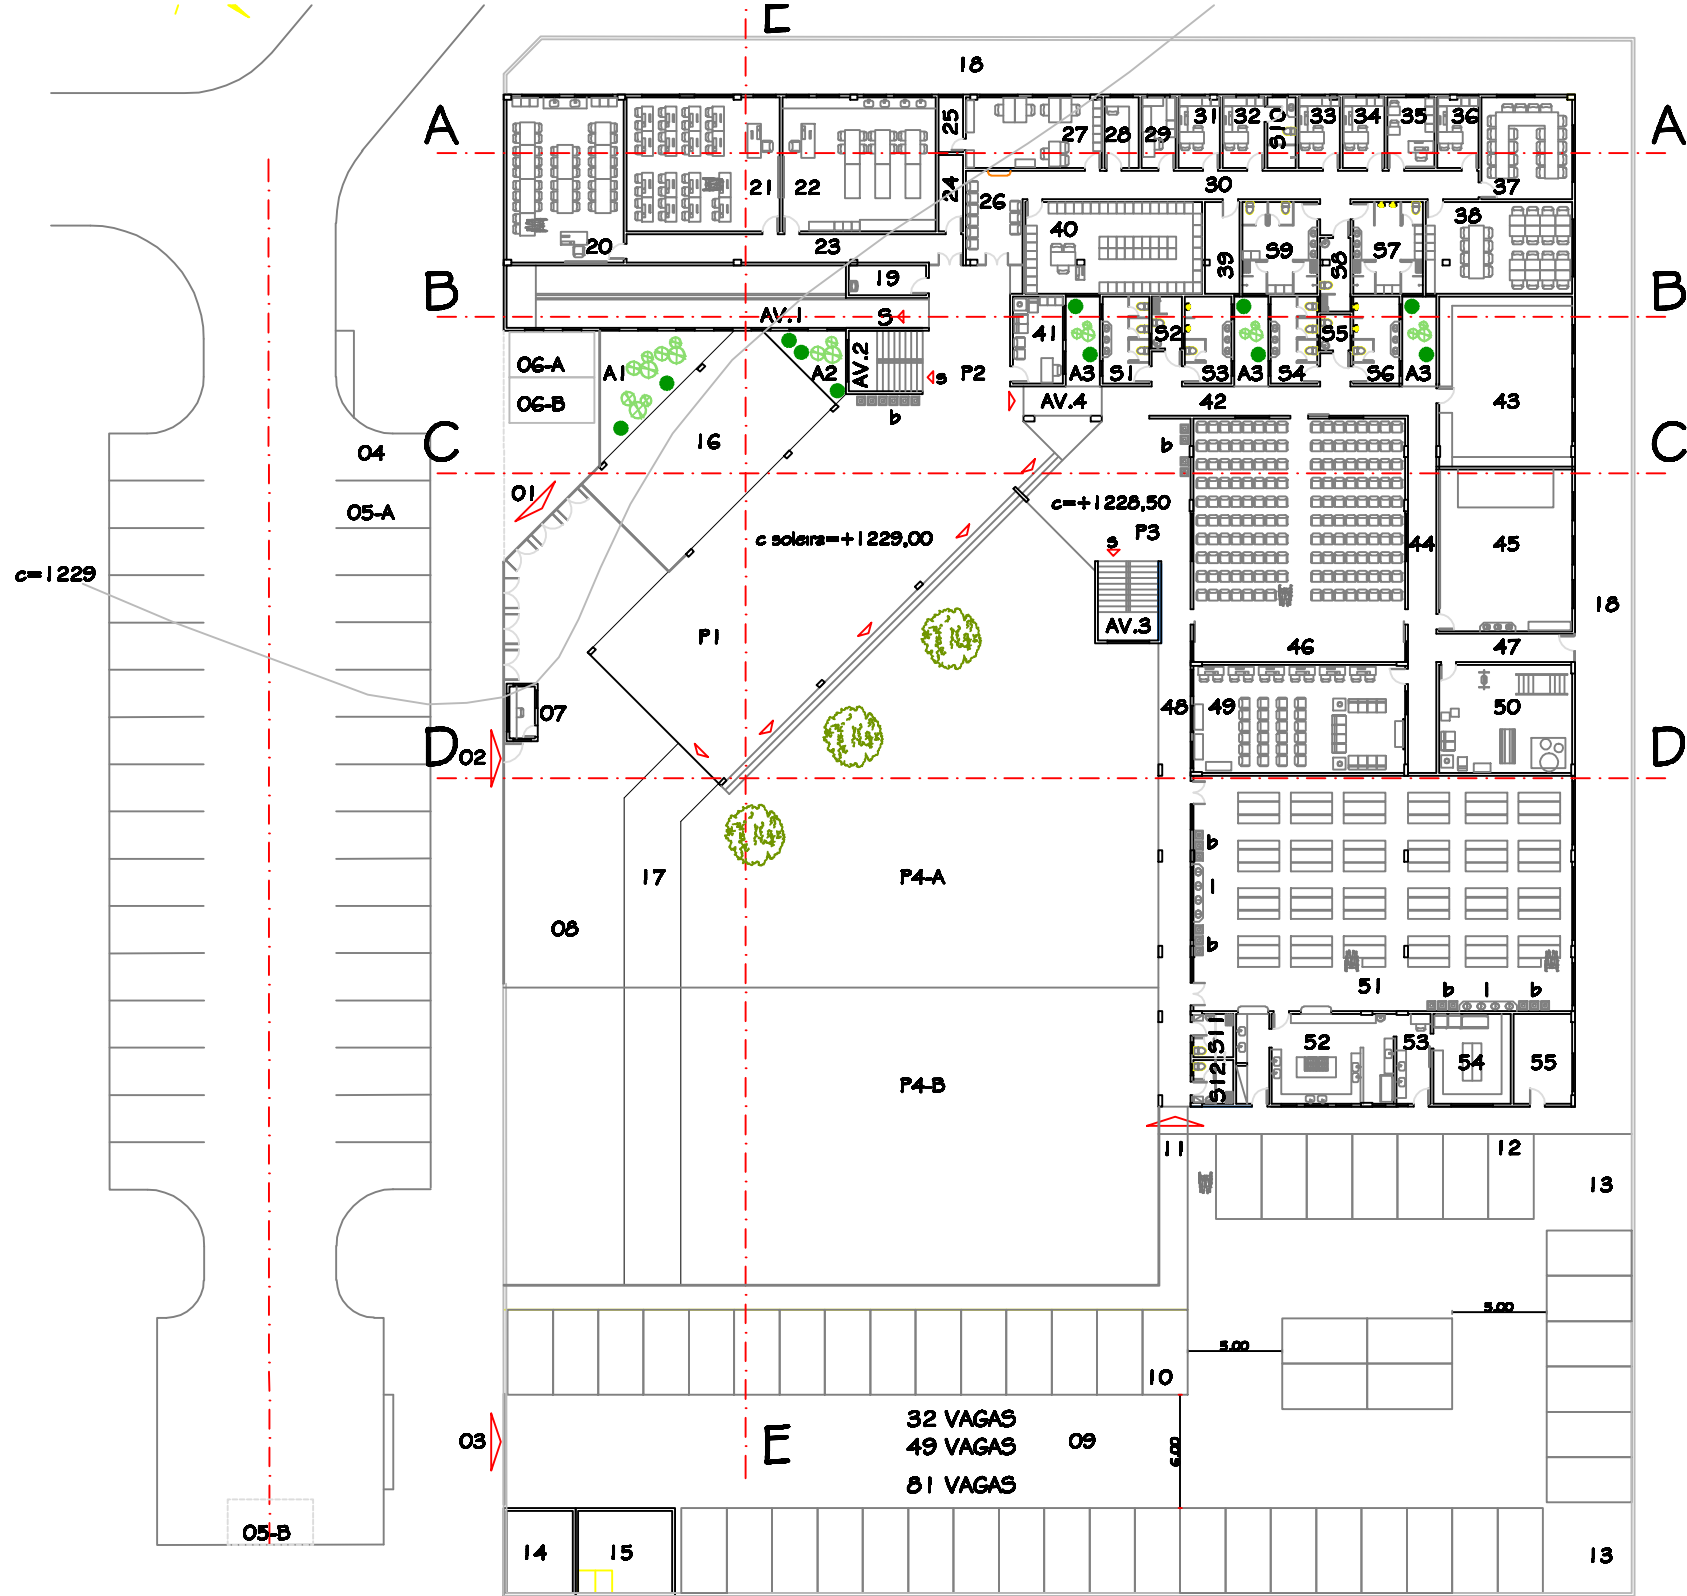 E
18
A
25
27
28
29
31
32
S10
33
34
35
36
A
20
21
22
24
26
30
37
23
40
39
S9
S8
S7
38
19
B
AV.1
S
B
06-A
A1
A2
AV.2
s
P2
41
A3
S1
S2
S3
A3
S4
S5
S6
A3
06-B
b
AV.4
42
43
04
C
16
b
C
01
05-A
c=+1228,50
c soleira=+1229,00
P3
s
44
45
c=1229
18
P1
AV.3
46
47
07
48
49
50
D
02
D
b
17
P4-A
l
08
b
51
b
l
b
S11
52
53
54
55
P4-B
S12
11
12
13
5.00
5.00
10
32 VAGAS
03
E
49 VAGAS
09
6.00
81 VAGAS
05-B
14
15
13